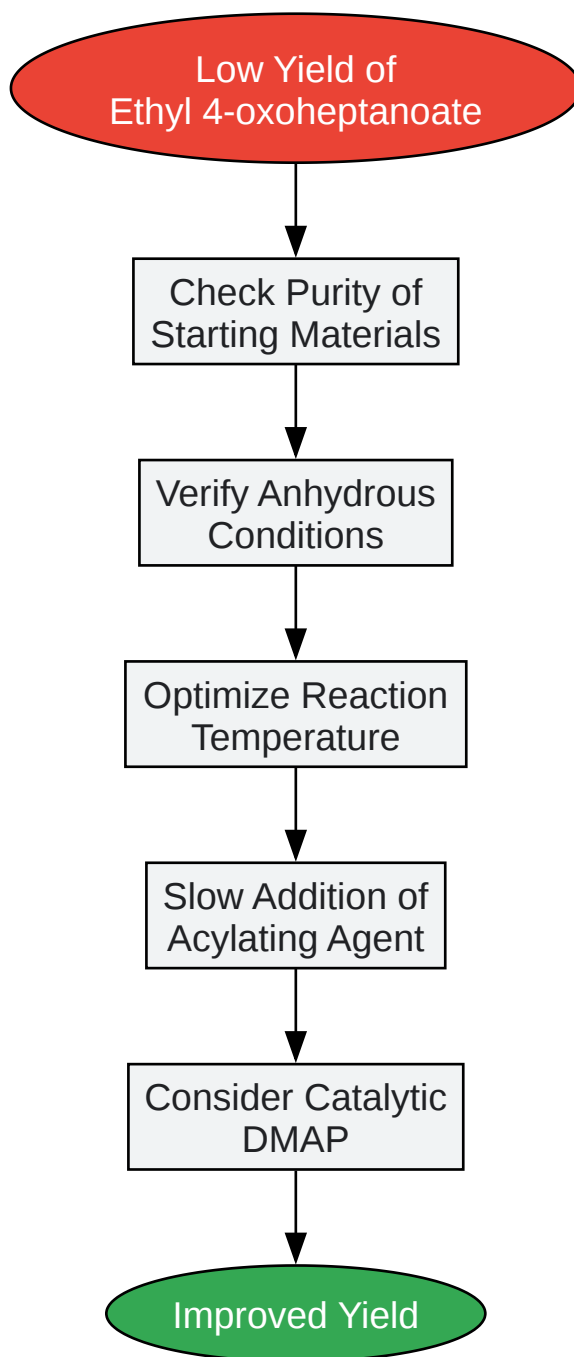 Low Yield of
Ethyl 4-oxoheptanoate
Check Purity of
Starting Materials
Verify Anhydrous
Conditions
Optimize Reaction
Temperature
Slow Addition of
Acylating Agent
Consider Catalytic
DMAP
Improved Yield